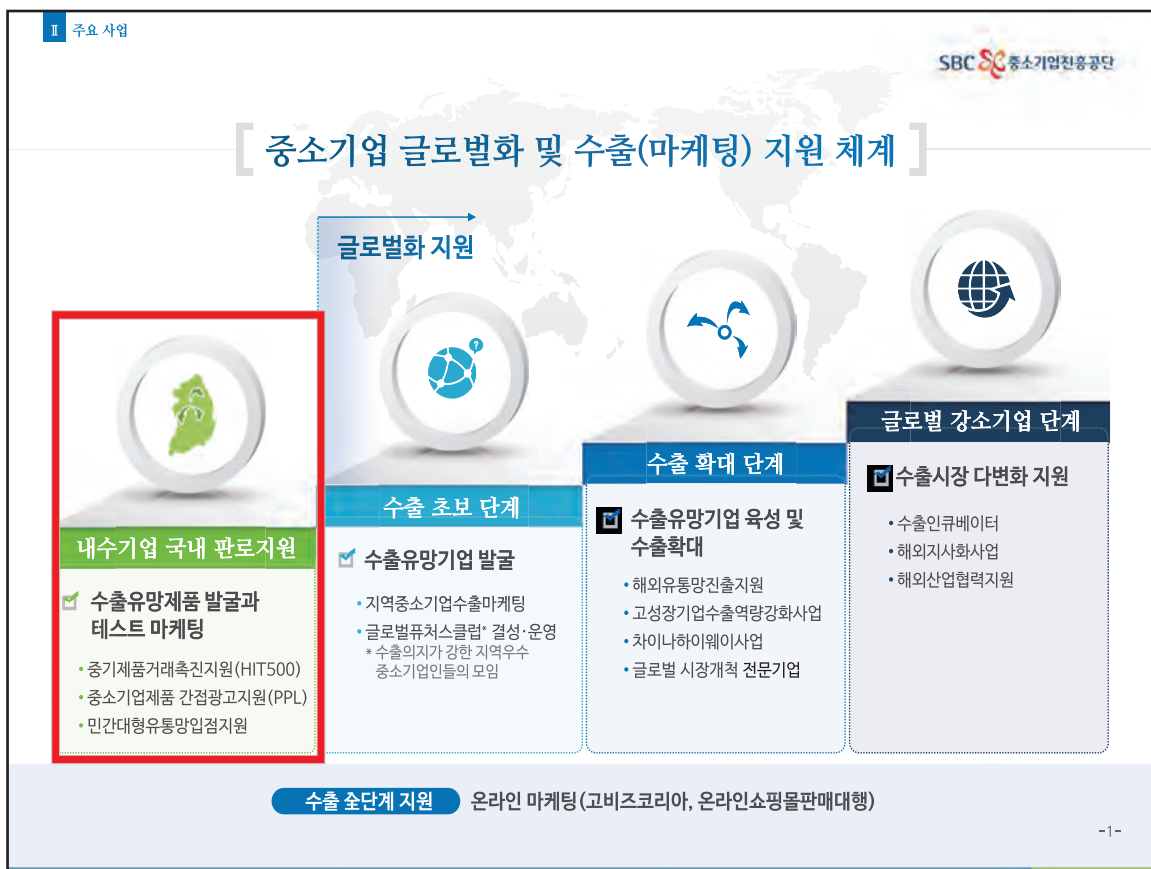 Ⅱ 주요 사업
SBC 중소기업진흥공단
[ 중소기업 글로벌화 및 수출(마케팅) 지원 체계 ]
글로벌화 지원
내수기업 국내 판로지원
수출유망제품 발굴과
테스트 마케팅
• 중기제품거래촉진지원(HIT500)
• 중소기업제품 간접광고지원(PPL)
• 민간대형유통망입점지원
?
수출 초보 단계
수출유망기업 발굴
• 지역중소기업수출마케팅
• 글로벌퓨처스클럽* 결성·운영
* 수출의지가 강한 지역우수
중소기업인들의 모임
수출 확대 단계
수출유망기업 육성 및
수출확대
• 해외유통망진출지원
• 고성장기업수출역량강화사업
• 차이나하이웨이사업
• 글로벌 시장개척 전문기업
글로벌 강소기업 단계
수출시장 다변화 지원
• 수출인큐베이터
• 해외지사화사업
• 해외산업협력지원
수출 全단계 지원 온라인 마케팅(고비즈코리아, 온라인쇼핑몰판매대행)
-1-